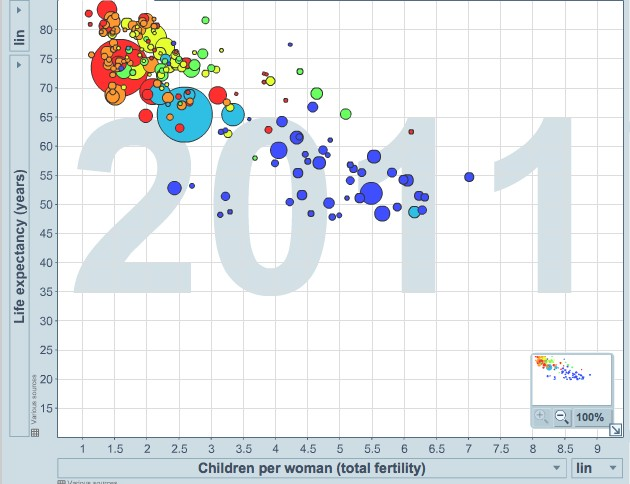 lin
Life expectancy (years)
Various sources
80
75
70
65
60
55
50
45
40
35
30
25
20
15
2011
100%
1 1.5 2 2.5 3 3.5 4 4.5 5 5.5 6 6.5 7 7.5 8 8.5 9
Children per woman (total fertility)
lin
Various sources